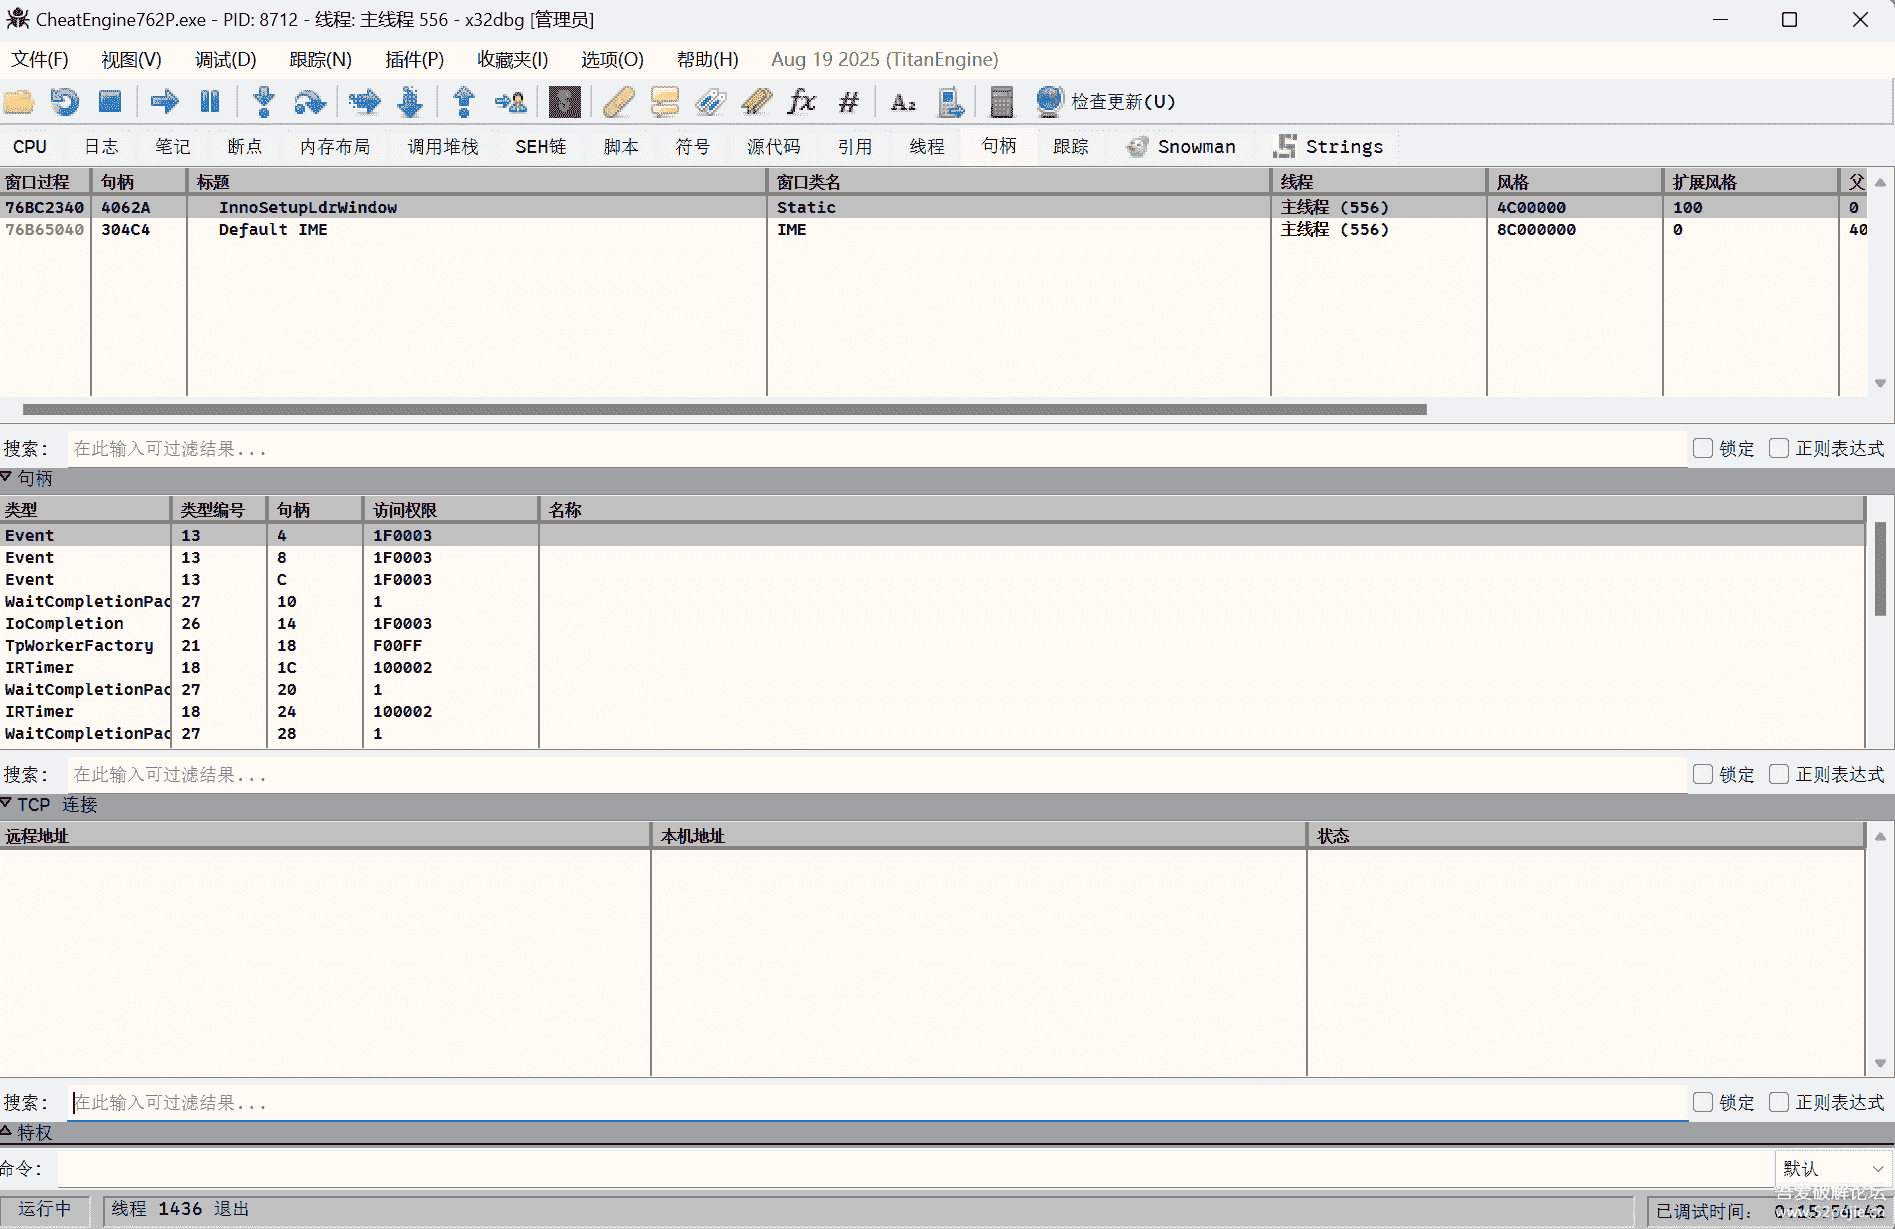 CheatEngine762P.exe - PID: 8712 - 线程: 主线程 556 - x32dbg [管理员]
文件(F) 视图(V) 调试(D) 跟踪(N) 插件(P) 收藏夹(I) 选项(O) 帮助(H) Aug 19 2025 (TitanEngine)
fx # A₂ 检查更新(U)
CPU 日志 笔记 断点 内存布局 调用堆栈 SEH链 脚本 符号 源代码 引用 线程 句柄 跟踪 Snowman Strings
窗口过程 句柄 标题 窗口类名 线程 风格 扩展风格 父
76BC2340 4062A InnoSetupLdrWindow Static 主线程 (556) 4C00000 100 0
76B65040 304C4 Default IME IME 主线程 (556) 8C000000 0 40
搜索: 在此输入可过滤结果... 锁定 正则表达式
句柄
类型 类型编号 句柄 访问权限 名称
Event 13 4 1F0003
Event 13 8 1F0003
Event 13 C 1F0003
WaitCompletionPac 27 10 1
IoCompletion 26 14 1F0003
TpWorkerFactory 21 18 F00FF
IRTimer 18 1C 100002
WaitCompletionPac 27 20 1
IRTimer 18 24 100002
WaitCompletionPac 27 28 1
搜索: 在此输入可过滤结果... 锁定 正则表达式
TCP 连接
远程地址 本机地址 状态
搜索: 在此输入可过滤结果... 锁定 正则表达式
特权
命令: 默认
吾爱破解论坛
运行中 线程 1436 退出 已调试时间:
www.52pojie.cn